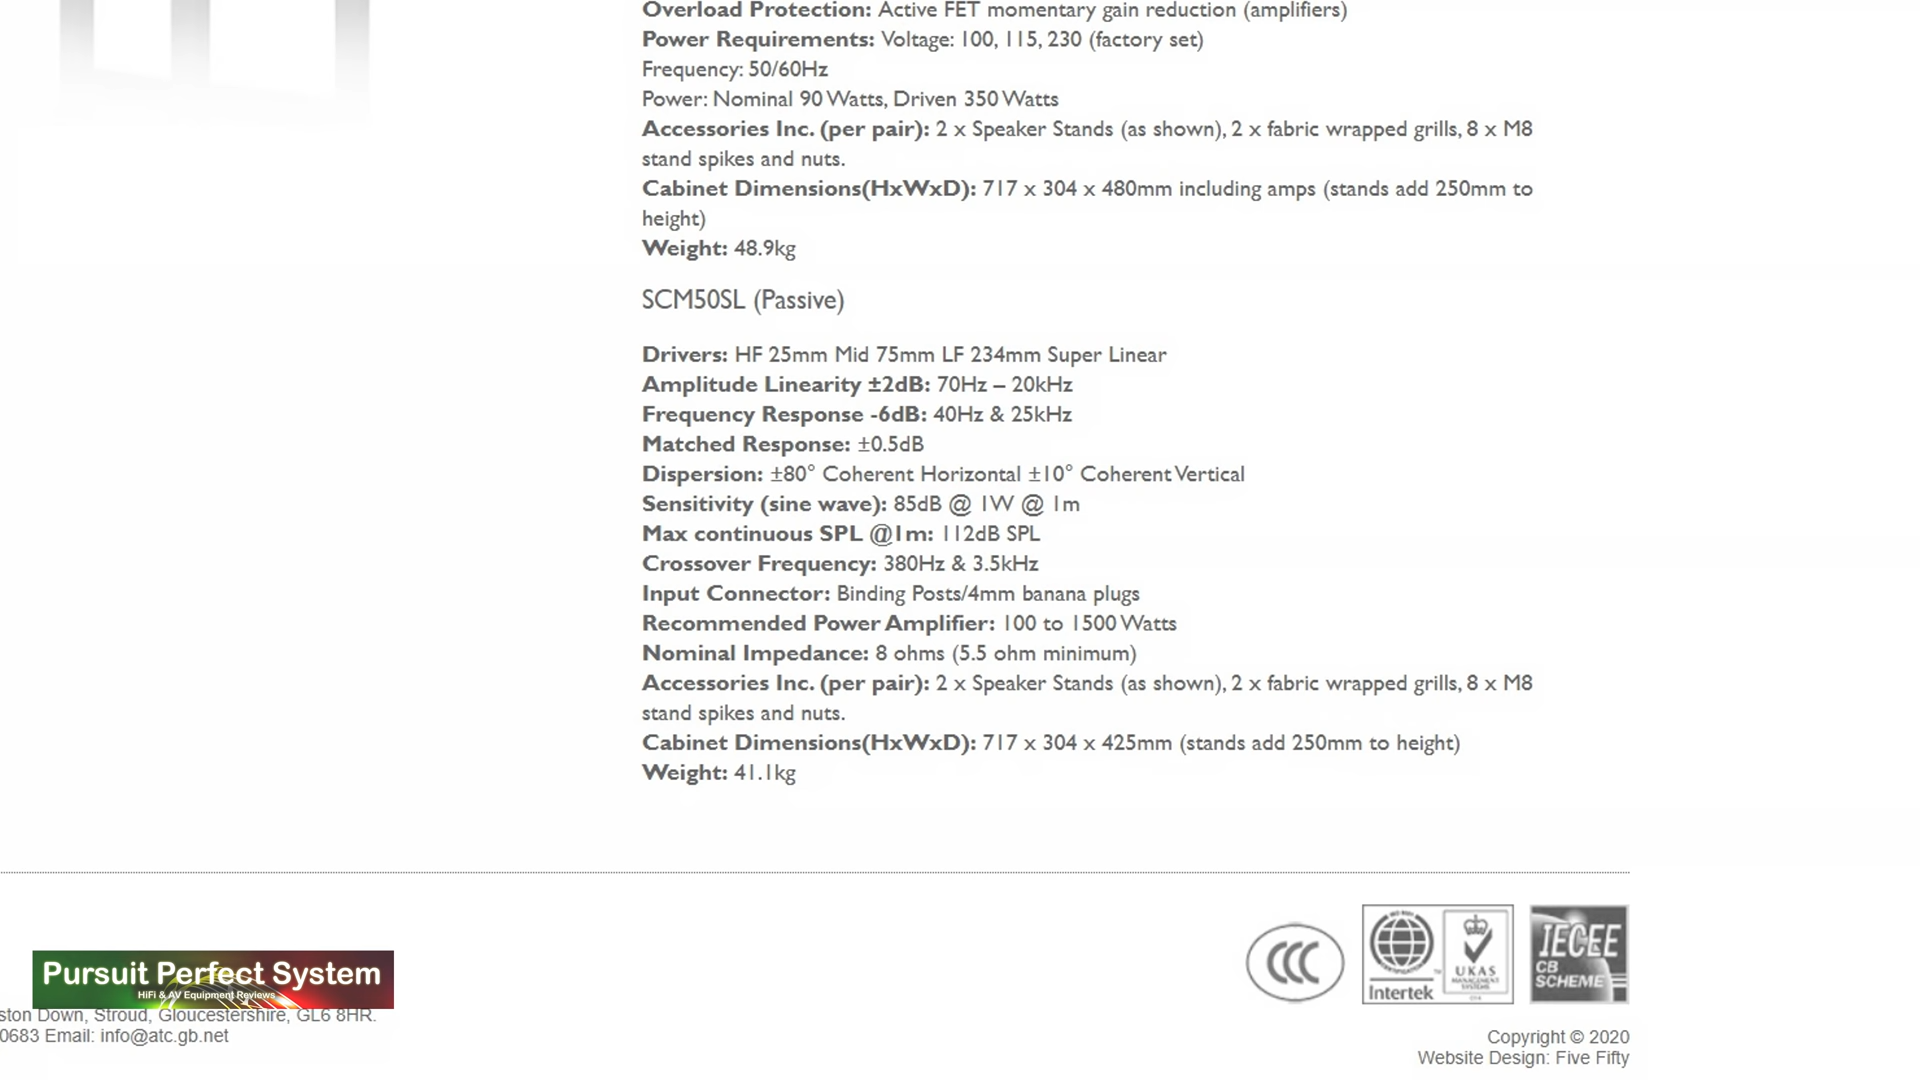 Overload Protection: Active FET momentary gain reduction (amplifiers)
Power Requirements: Voltage: 100, 115, 230 (factory set)
Frequency: 50/60Hz
Power: Nominal 90 Watts, Driven 350 Watts
Accessories Inc. (per pair): 2 x Speaker Stands (as shown), 2 x fabric wrapped grills, 8 x M8
stand spikes and nuts.
Cabinet Dimensions(HxWxD): 717 x 304 x 480mm including amps (stands add 250mm to
height)
Weight: 48.9kg
SCM50SL (Passive)
Drivers: HF 25mm Mid 75mm LF 234mm Super Linear
Amplitude Linearity ±2dB: 70Hz – 20kHz
Frequency Response -6dB: 40Hz & 25kHz
Matched Response: ±0.5dB
Dispersion: ±80° Coherent Horizontal ±10° Coherent Vertical
Sensitivity (sine wave): 85dB @ 1W @ 1m
Max continuous SPL @1m: 112dB SPL
Crossover Frequency: 380Hz & 3.5kHz
Input Connector: Binding Posts/4mm banana plugs
Recommended Power Amplifier: 100 to 1500 Watts
Nominal Impedance: 8 ohms (5.5 ohm minimum)
Accessories Inc. (per pair): 2 x Speaker Stands (as shown), 2 x fabric wrapped grills, 8 x M8
stand spikes and nuts.
Cabinet Dimensions(HxWxD): 717 x 304 x 425mm (stands add 250mm to height)
Weight: 41.1kg
Pursuit Perfect System
HiFi & AV Equipment Reviews
ston Down, Stroud, Gloucestershire, GL6 8HR.
0683 Email: info@atc.gb.net
CCC
Intertek
UKAS
MANAGEMENT
SYSTEMS
IECEE
CB
SCHEME
Copyright © 2020
Website Design: Five Fifty